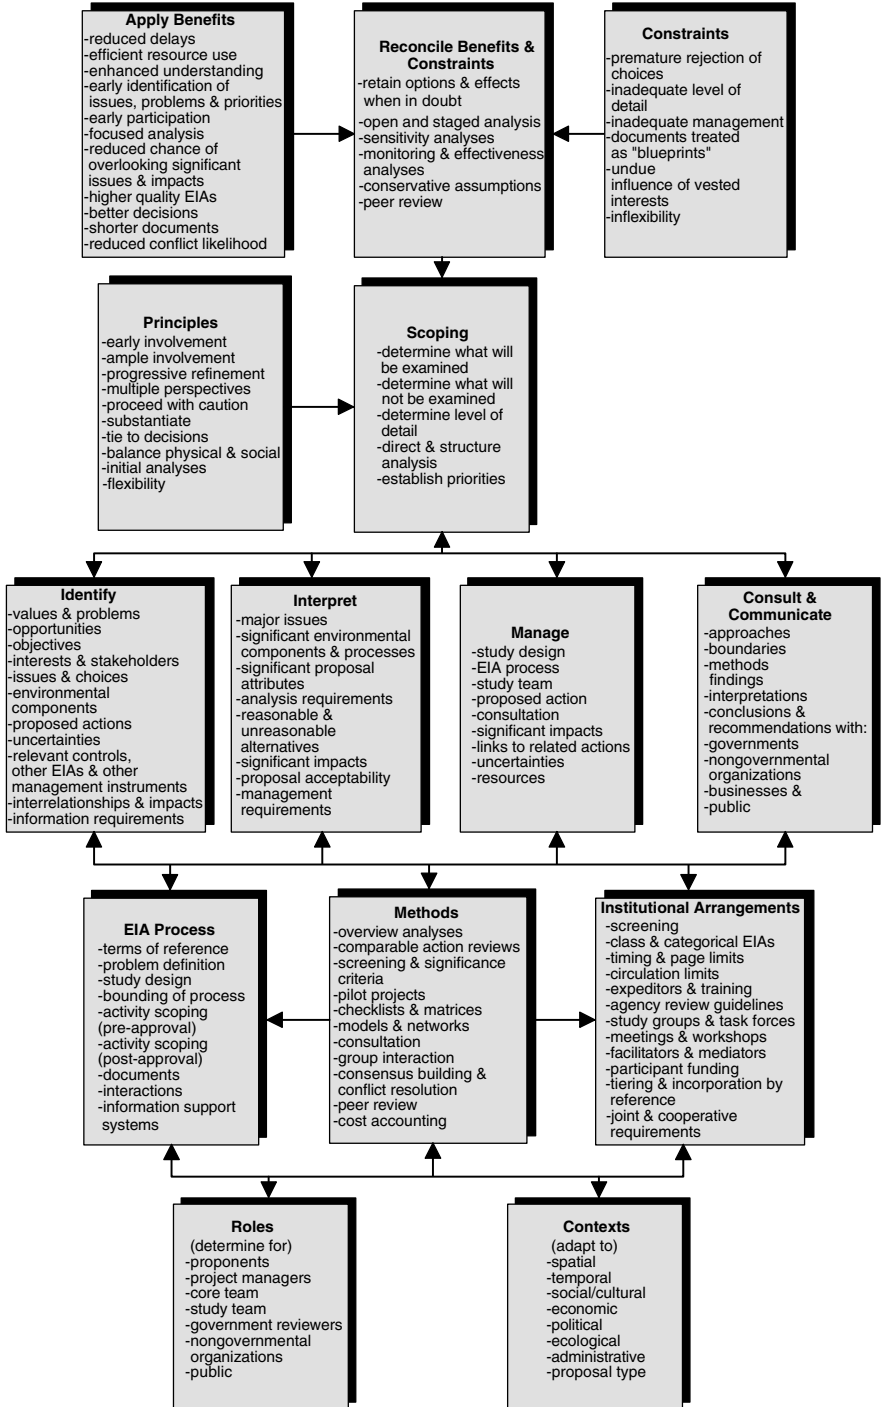 Apply Benefits
-reduced delays
-efficient resource use
-enhanced understanding
-early identification of
issues, problems & priorities
-early participation
-focused analysis
-reduced chance of
overlooking significant
issues & impacts
-higher quality EIAs
-better decisions
-shorter documents
-reduced conflict likelihood
Reconcile Benefits &
Constraints
-retain options & effects
when in doubt
-open and staged analysis
-sensitivity analyses
-monitoring & effectiveness
analyses
-conservative assumptions
-peer review
Constraints
-premature rejection of
choices
-inadequate level of
detail
-inadequate management
-documents treated
as "blueprints"
-undue
influence of vested
interests
-inflexibility
Principles
-early involvement
-ample involvement
-progressive refinement
-multiple perspectives
-proceed with caution
-substantiate
-tie to decisions
-balance physical & social
-initial analyses
-flexibility
Scoping
-determine what will
be examined
-determine what will
not be examined
-determine level of
detail
-direct & structure
analysis
-establish priorities
Identify
-values & problems
-opportunities
-objectives
-interests & stakeholders
-issues & choices
-environmental
components
-proposed actions
-uncertainties
-relevant controls,
other EIAs & other
management instruments
-interrelationships & impacts
-information requirements
Interpret
-major issues
-significant environmental
components & processes
-significant proposal
attributes
-analysis requirements
-reasonable &
unreasonable
alternatives
-significant impacts
-proposal acceptability
-management
requirements
Manage
-study design
-EIA process
-study team
-proposed action
-consultation
-significant impacts
-links to related actions
-uncertainties
-resources
Consult &
Communicate
-approaches
-boundaries
-methods
findings
-interpretations
-conclusions &
recommendations with:
-governments
-nongovernmental
organizations
-businesses &
-public
EIA Process
-terms of reference
-problem definition
-study design
-bounding of process
-activity scoping
(pre-approval)
-activity scoping
(post-approval)
-documents
-interactions
-information support
systems
Methods
-overview analyses
-comparable action reviews
-screening & significance
criteria
-pilot projects
-checklists & matrices
-models & networks
-consultation
-group interaction
-consensus building &
conflict resolution
-peer review
-cost accounting
Institutional Arrangements
-screening
-class & categorical EIAs
-timing & page limits
-circulation limits
-expeditors & training
-agency review guidelines
-study groups & task forces
-meetings & workshops
-facilitators & mediators
-participant funding
-tiering & incorporation by
reference
-joint & cooperative
requirements
Roles
(determine for)
-proponents
-project managers
-core team
-study team
-government reviewers
-nongovernmental
organizations
-public
Contexts
(adapt to)
-spatial
-temporal
-social/cultural
-economic
-political
-ecological
-administrative
-proposal type